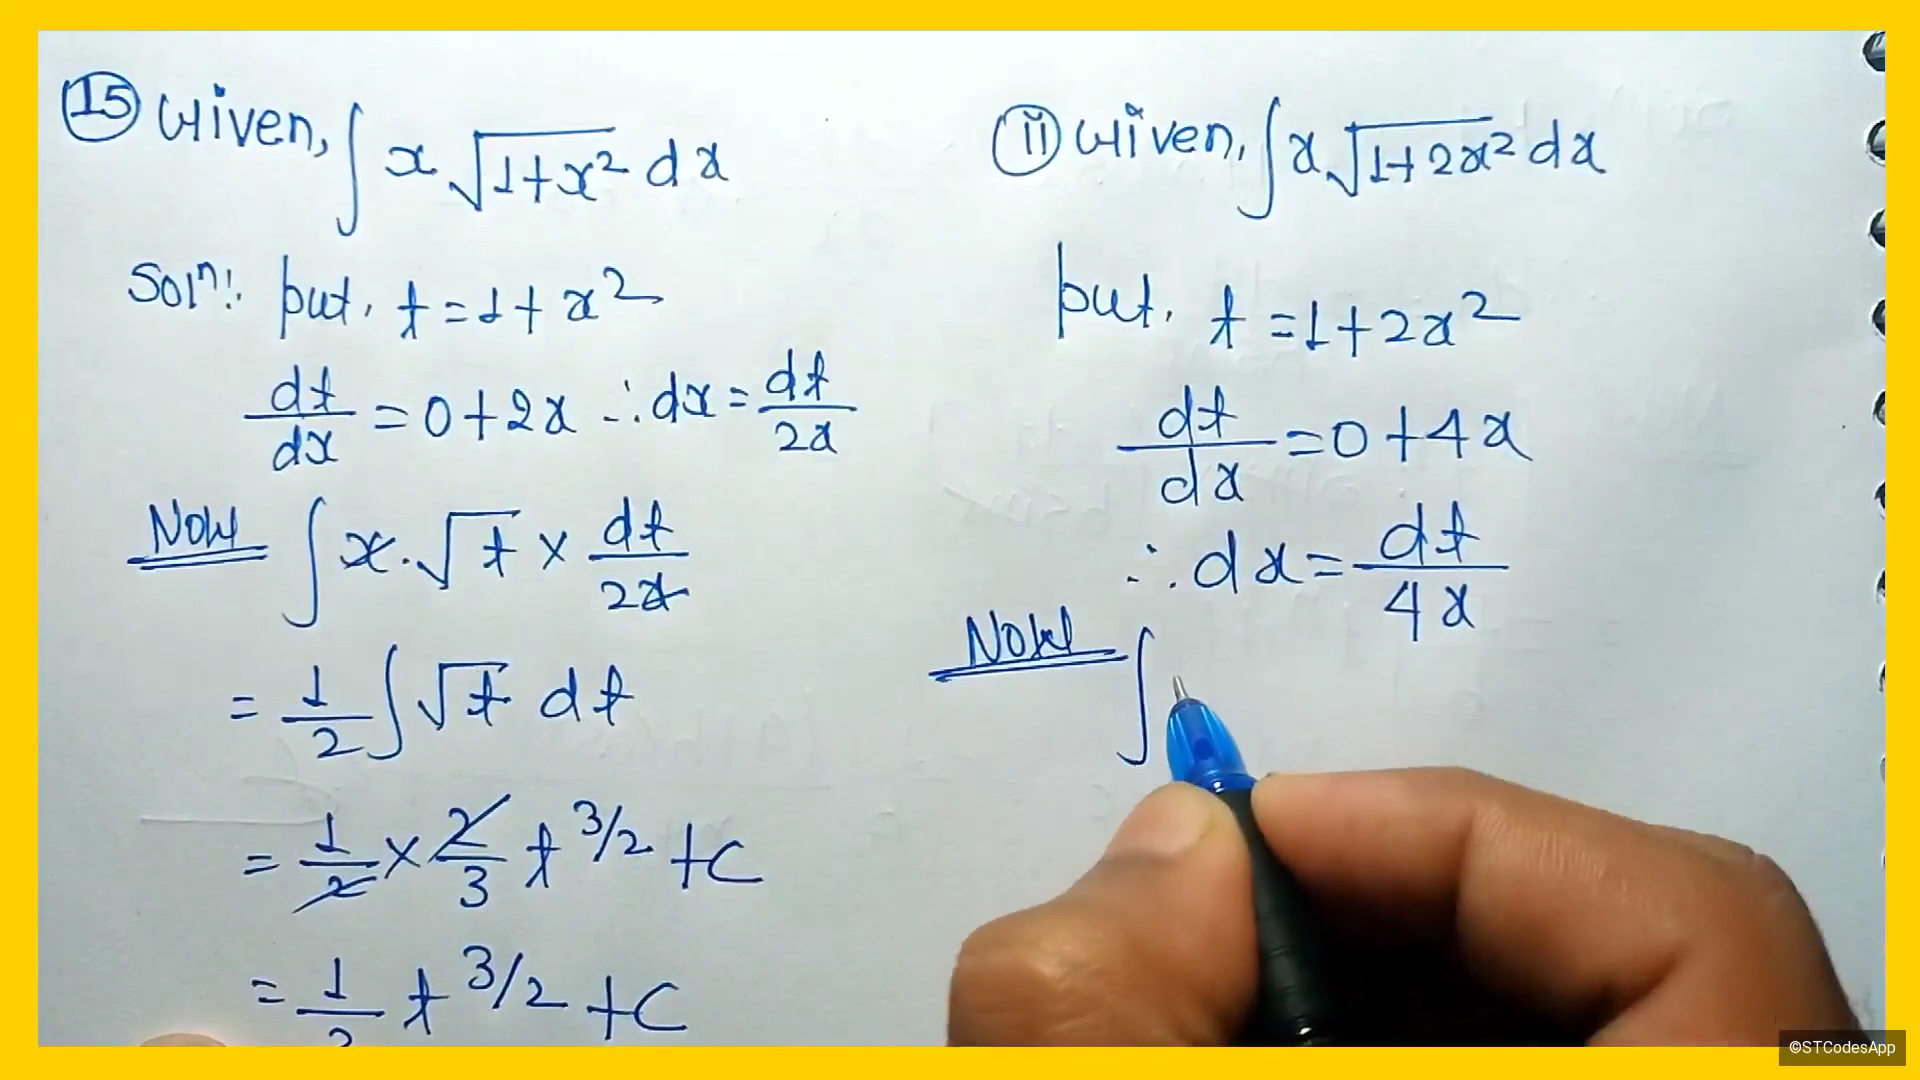 15 Given, ∫ x √(1+x²) dx
Solⁿ: put, t = 1 + x²
dt/dx = 0 + 2x ∴ dx = dt/2x
Now ∫ x · √t × dt/2x
= 1/2 ∫ √t dt
= 1/2 × 2/3 t^3/2 + c
= 1/3 t^3/2 + c
ii Given, ∫ x √(1+2x²) dx
put, t = 1 + 2x²
dt/dx = 0 + 4x
∴ dx = dt/4x
Now ∫
©STCodesApp